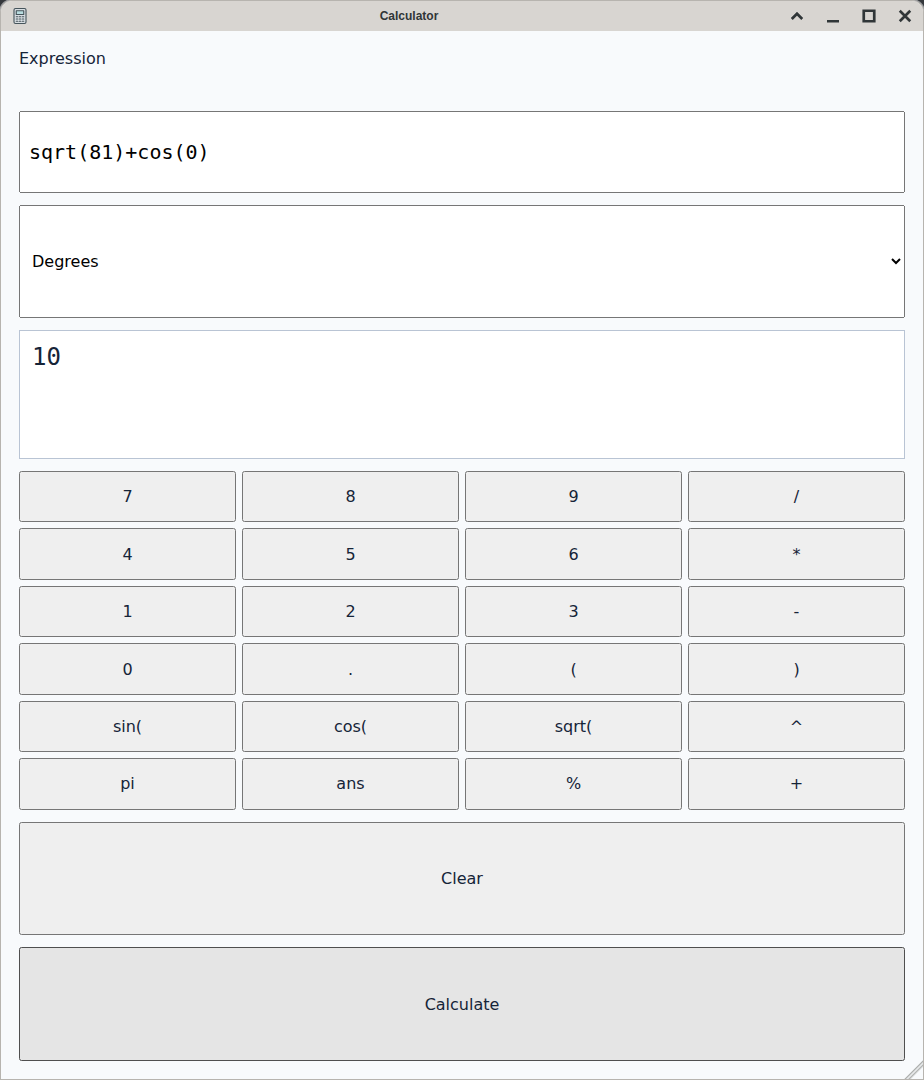 Calculator
Expression
sqrt(81)+cos(0)
Degrees
10
7 8 9 /
4 5 6 *
1 2 3 -
0 . ( )
sin( cos( sqrt( ^
pi ans % +
Clear
Calculate